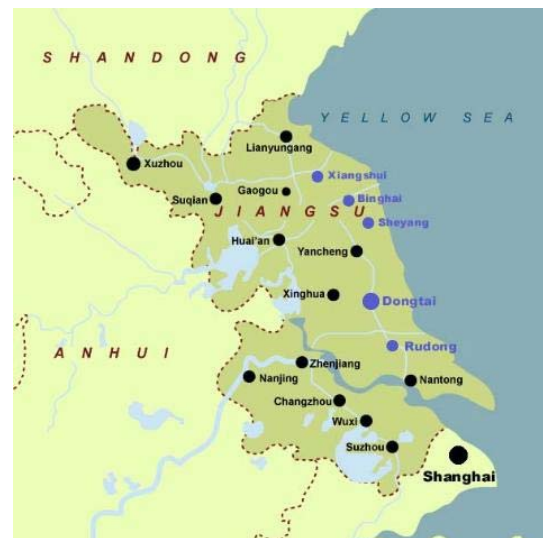 SHANDONG
YELLOW SEA
Lianyungang
Xuzhou
Xiangshui
Gaogou
Suqian
Binghai
JIANGSU
Sheyang
Huai'an
Yancheng
Xinghua
Dongtai
ANHUI
Rudong
Zhenjiang
Nanjing
Nantong
Changzhou
Wuxi
Suzhou
Shanghai